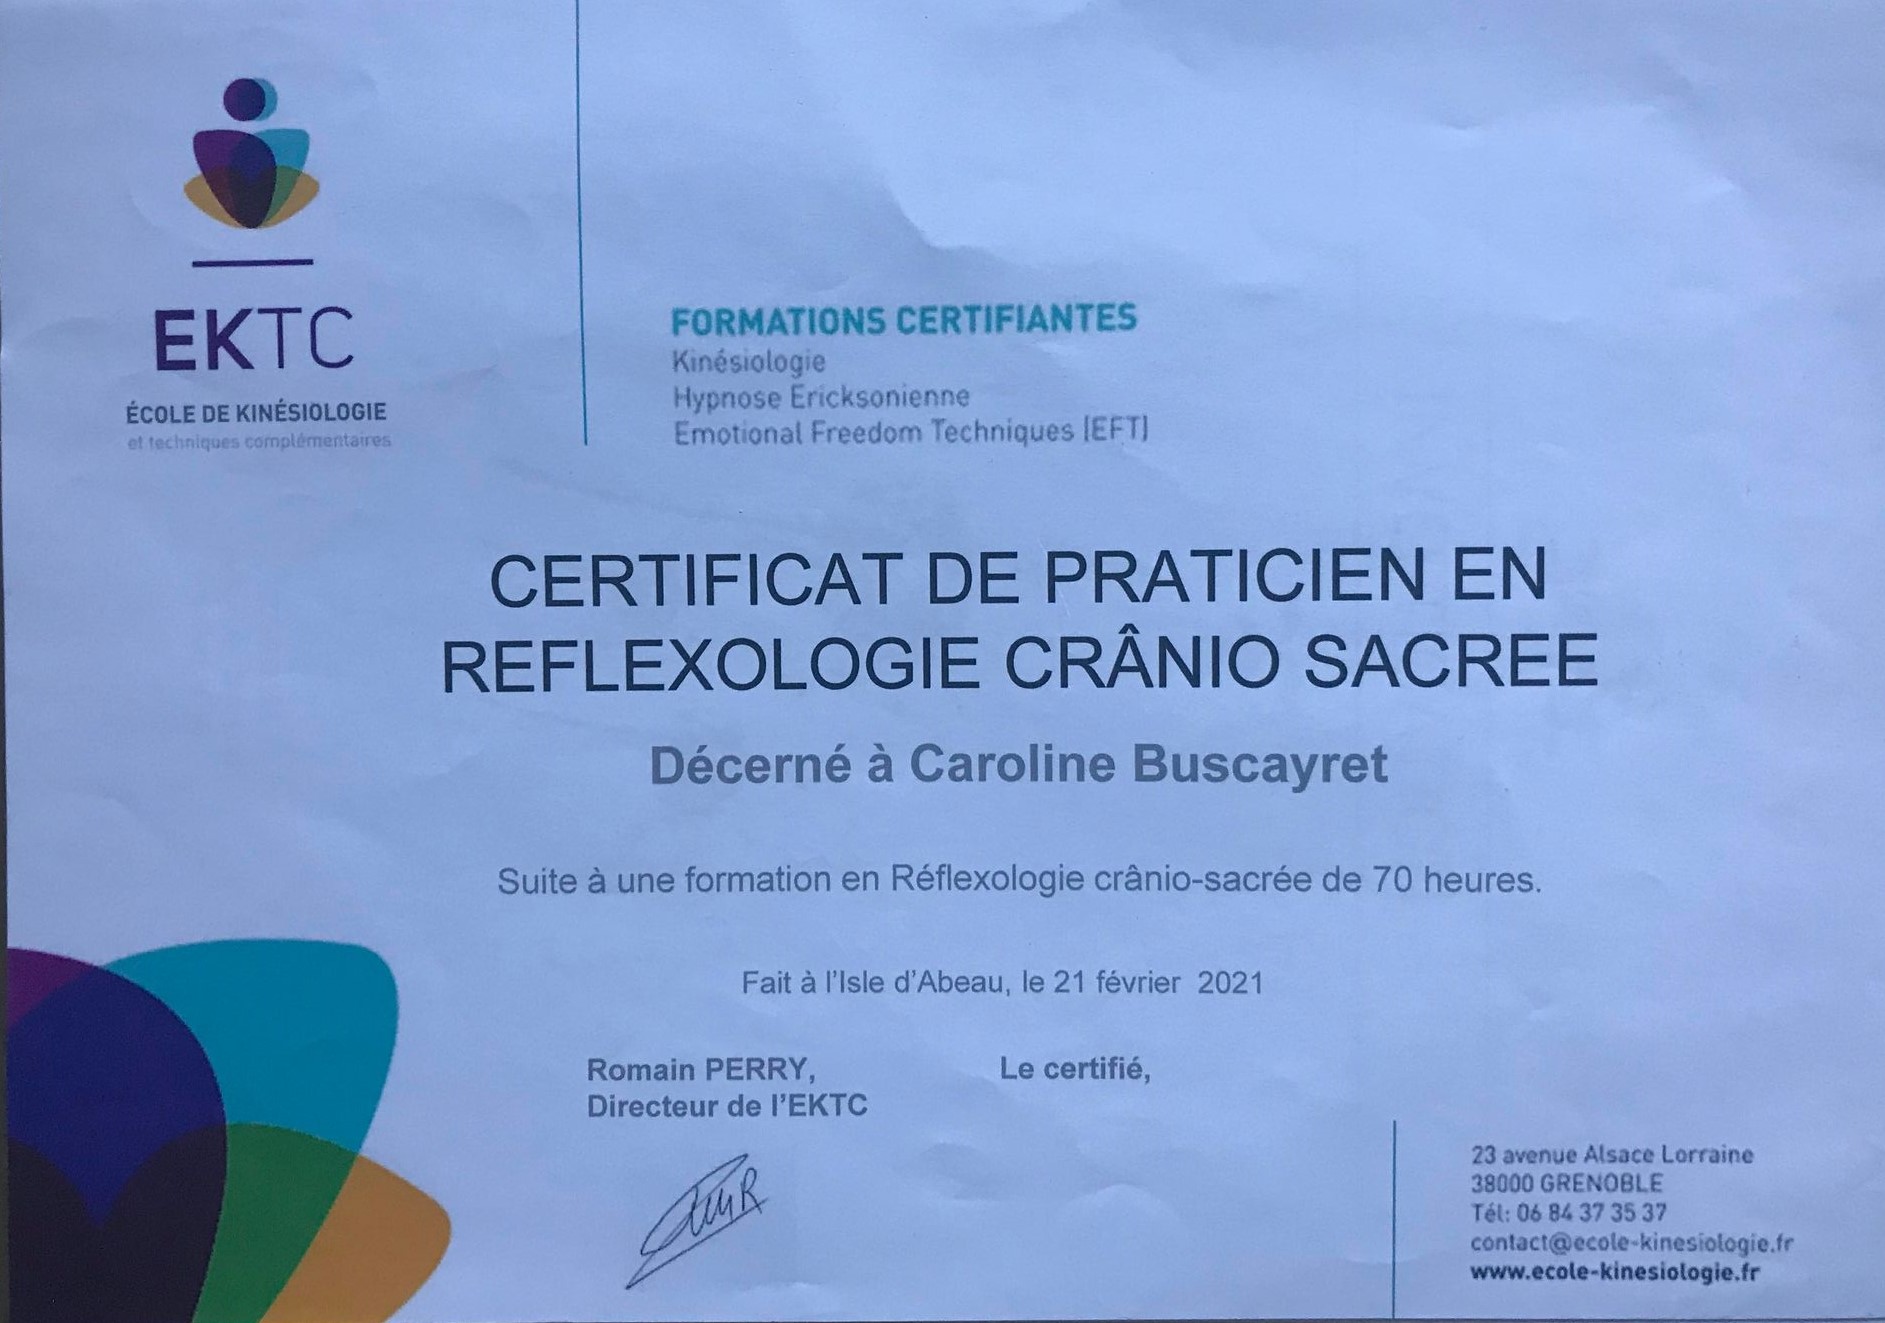 EKTC
ÉCOLE DE KINÉSIOLOGIE
et techniques complémentaires
FORMATIONS CERTIFIANTES
Kinésiologie
Hypnose Ericksonienne
Emotional Freedom Techniques (EFT)
CERTIFICAT DE PRATICIEN EN
REFLEXOLOGIE CRÂNIO SACREE
Décerné à Caroline Buscayret
Suite à une formation en Réflexologie crânio-sacrée de 70 heures.
Fait à l'Isle d'Abeau, le 21 février 2021
Romain PERRY,
Directeur de l'EKTC
Le certifié,
23 avenue Alsace Lorraine
38000 GRENOBLE
Tél: 06 84 37 35 37
contact@ecole-kinesiologie.fr
www.ecole-kinesiologie.fr